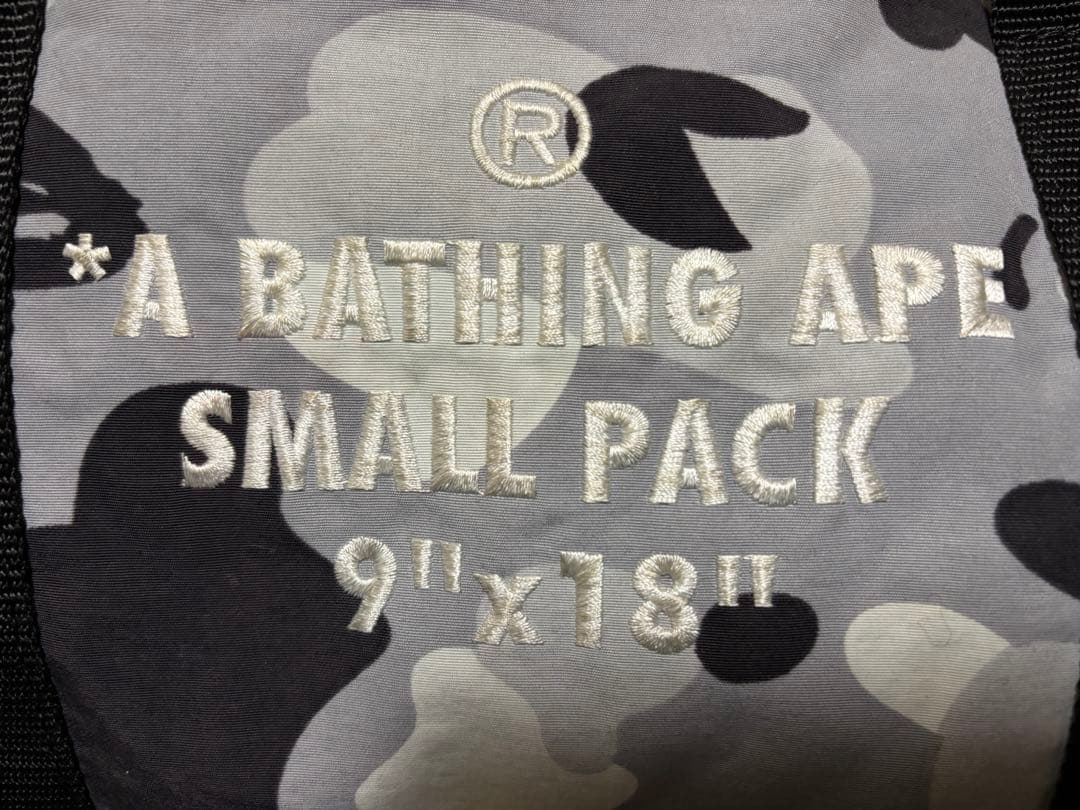 ®
*A BATHING APE
SMALL PACK
9"x18"